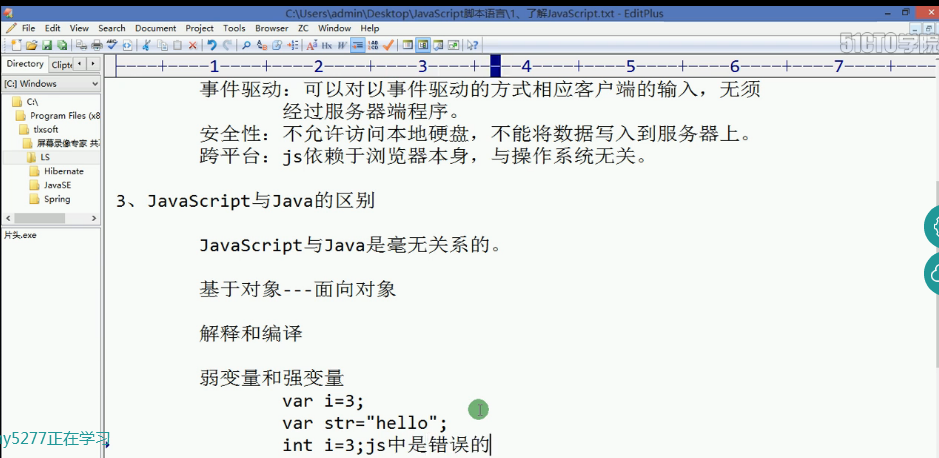 C:\Users\admin\Desktop\JavaScript脚本语言\1、了解JavaScript.txt - EditPlus
File Edit View Search Document Project Tools Browser ZC Window Help
51CTO学院
Directory Clipte
1 2 3 4 5 6 7
[C:] Windows
C:\
Program Files (x8
tlxsoft
屏幕录像专家 共
LS
Hibernate
JavaSE
Spring
片头.exe
事件驱动：可以对以事件驱动的方式相应客户端的输入，无须
经过服务器端程序。
安全性：不允许访问本地硬盘，不能将数据写入到服务器上。
跨平台：js依赖于浏览器本身，与操作系统无关。
3、JavaScript与Java的区别
JavaScript与Java是毫无关系的。
基于对象---面向对象
解释和编译
弱变量和强变量
var i=3;
var str="hello";
int i=3;js中是错误的
y5277正在学习